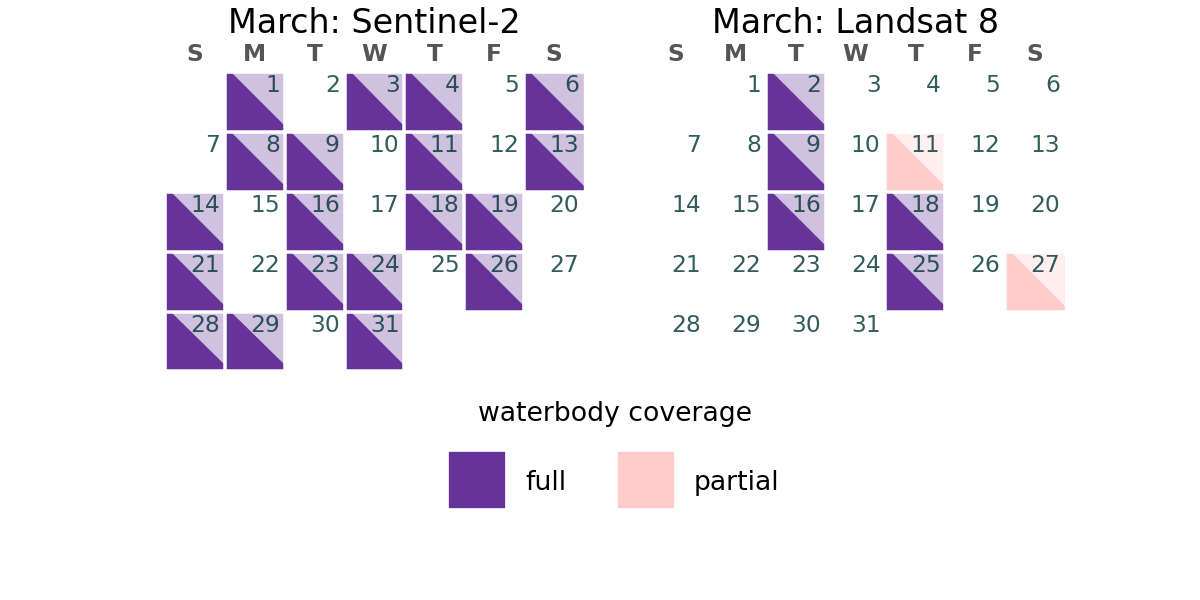 March: Sentinel-2
S M T W T F S
1 2 3 4 5 6
7 8 9 10 11 12 13
14 15 16 17 18 19 20
21 22 23 24 25 26 27
28 29 30 31
March: Landsat 8
S M T W T F S
1 2 3 4 5 6
7 8 9 10 11 12 13
14 15 16 17 18 19 20
21 22 23 24 25 26 27
28 29 30 31
waterbody coverage
full partial